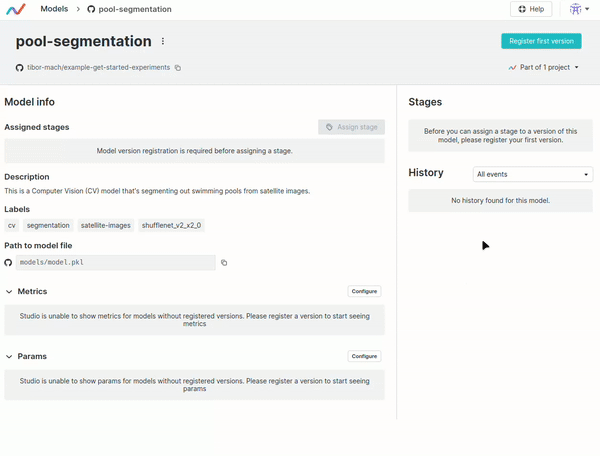 Models > pool-segmentation
Help
pool-segmentation
Register first version
tibor-mach/example-get-started-experiments
Part of 1 project
Model info
Assigned stages
Assign stage
Model version registration is required before assigning a stage.
Description
This is a Computer Vision (CV) model that's segmenting out swimming pools from satellite images.
Labels
cv segmentation satellite-images shufflenet_v2_x2_0
Path to model file
models/model.pkl
Metrics
Configure
Studio is unable to show metrics for models without registered versions. Please register a version to start seeing
metrics
Params
Configure
Studio is unable to show params for models without registered versions. Please register a version to start seeing
params
Stages
Before you can assign a stage to a version of this
model, please register your first version.
History
All events
No history found for this model.